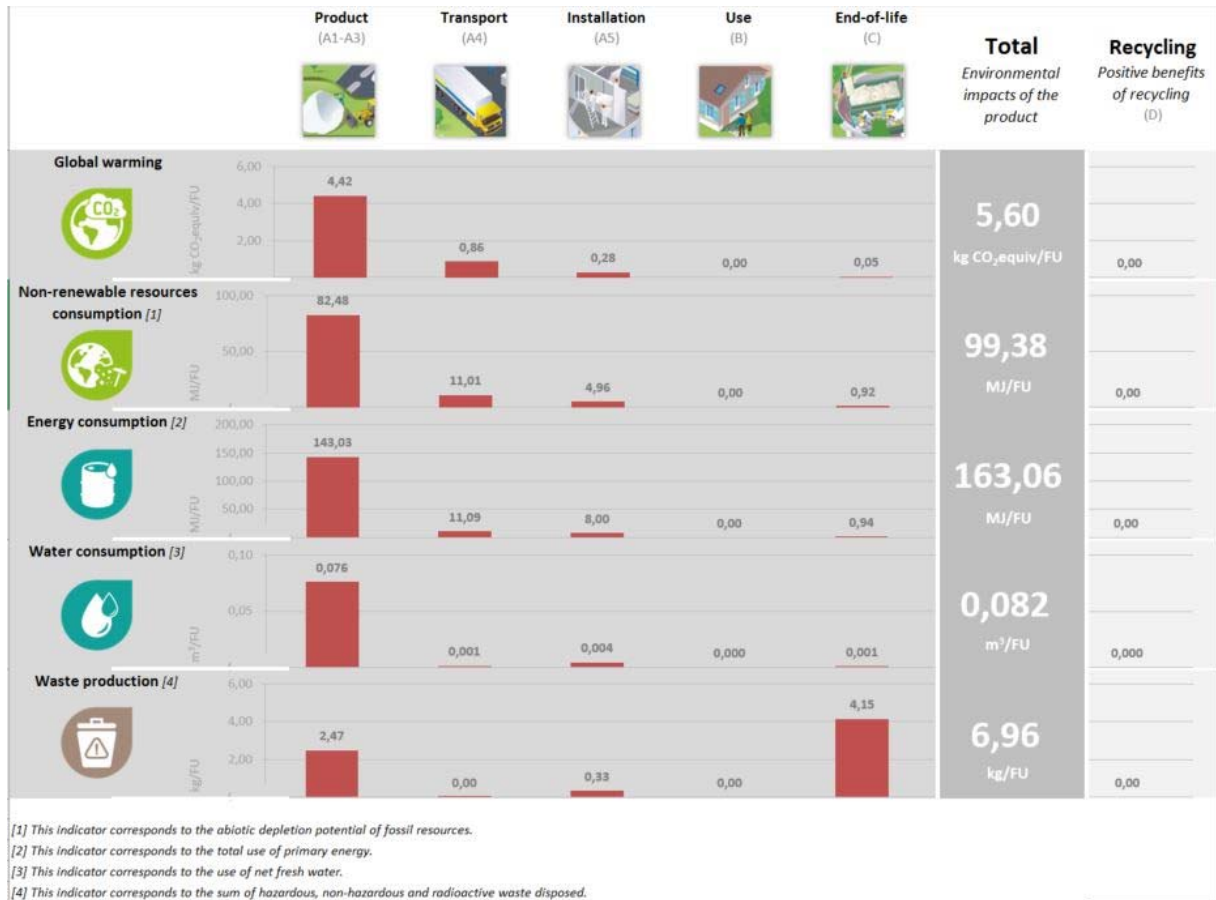 Product
(A1-A3)
Transport
(A4)
Installation
(A5)
Use
(B)
End-of-life
(C)
Total
Environmental
impacts of the
product
Recycling
Positive benefits
of recycling
(D)
Global warming
CO2
kg CO₂equiv/FU
6,00
4,00
2,00
4,42
0,86
0,28
0,00
0,05
5,60
kg CO₂equiv/FU
0,00
Non-renewable resources
consumption [1]
MJ/FU
100,00
50,00
-
82,48
11,01
4,96
0,00
0,92
99,38
MJ/FU
0,00
Energy consumption [2]
MJ/FU
200,00
150,00
100,00
50,00
-
143,03
11,09
8,00
0,00
0,94
163,06
MJ/FU
0,00
Water consumption [3]
m³/FU
0,10
0,05
-
0,076
0,001
0,004
0,000
0,001
0,082
m³/FU
0,000
Waste production [4]
kg/FU
6,00
4,00
2,00
-
2,47
0,00
0,33
0,00
4,15
6,96
kg/FU
0,00
[1] This indicator corresponds to the abiotic depletion potential of fossil resources.
[2] This indicator corresponds to the total use of primary energy.
[3] This indicator corresponds to the use of net fresh water.
[4] This indicator corresponds to the sum of hazardous, non-hazardous and radioactive waste disposed.